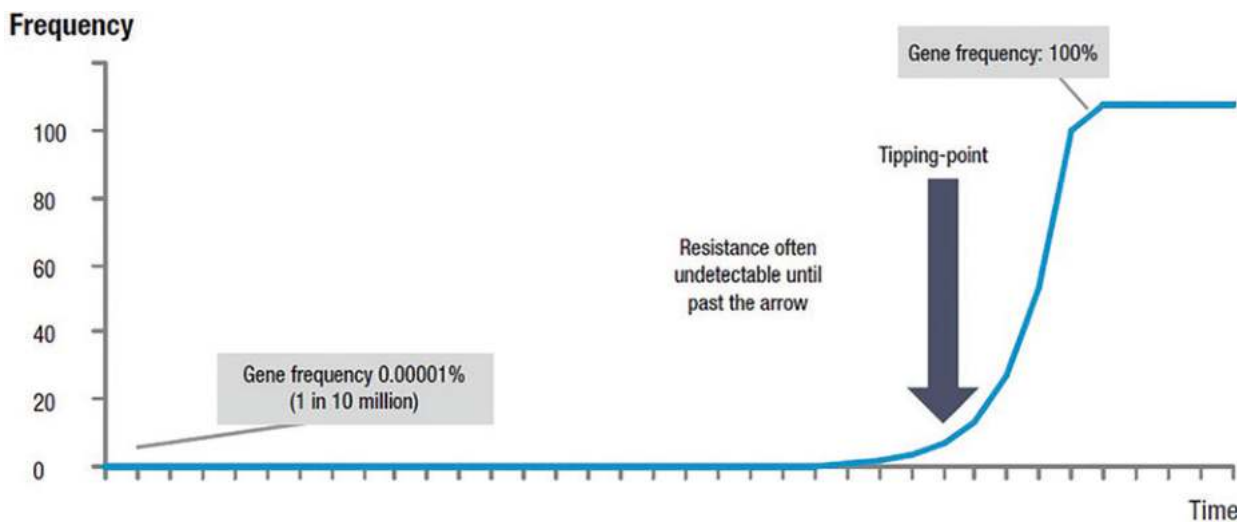 Frequency
Gene frequency: 100%
100
Tipping-point
80
Resistance often
undetectable until
past the arrow
60
40
Gene frequency 0.00001%
(1 in 10 million)
20
0
Time